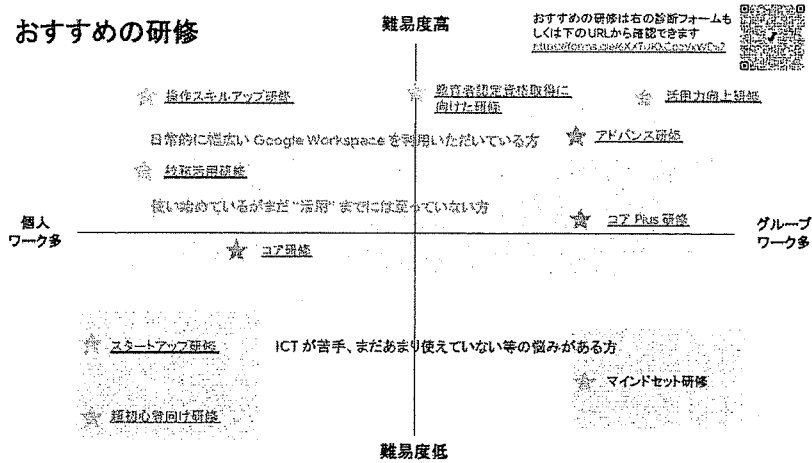 おすすめの研修
難易度高
おすすめの研修は右の診断フォームも
しくは下のURLから確認できます
操作スキルアップ研修
教育者認定資格取得に
向けた研修
活用力向上研修
日常的に幅広い Google Workspace を利用いただいている方
アドバンス研修
校務活用研修
使い始めているがまだ “活用” までには至っていない方
コア Plus 研修
個人
ワーク多
グループ
ワーク多
コア研修
スタートアップ研修
ICT が苦手、まだあまり使えていない等の悩みがある方
マインドセット研修
超初心者向け研修
難易度低